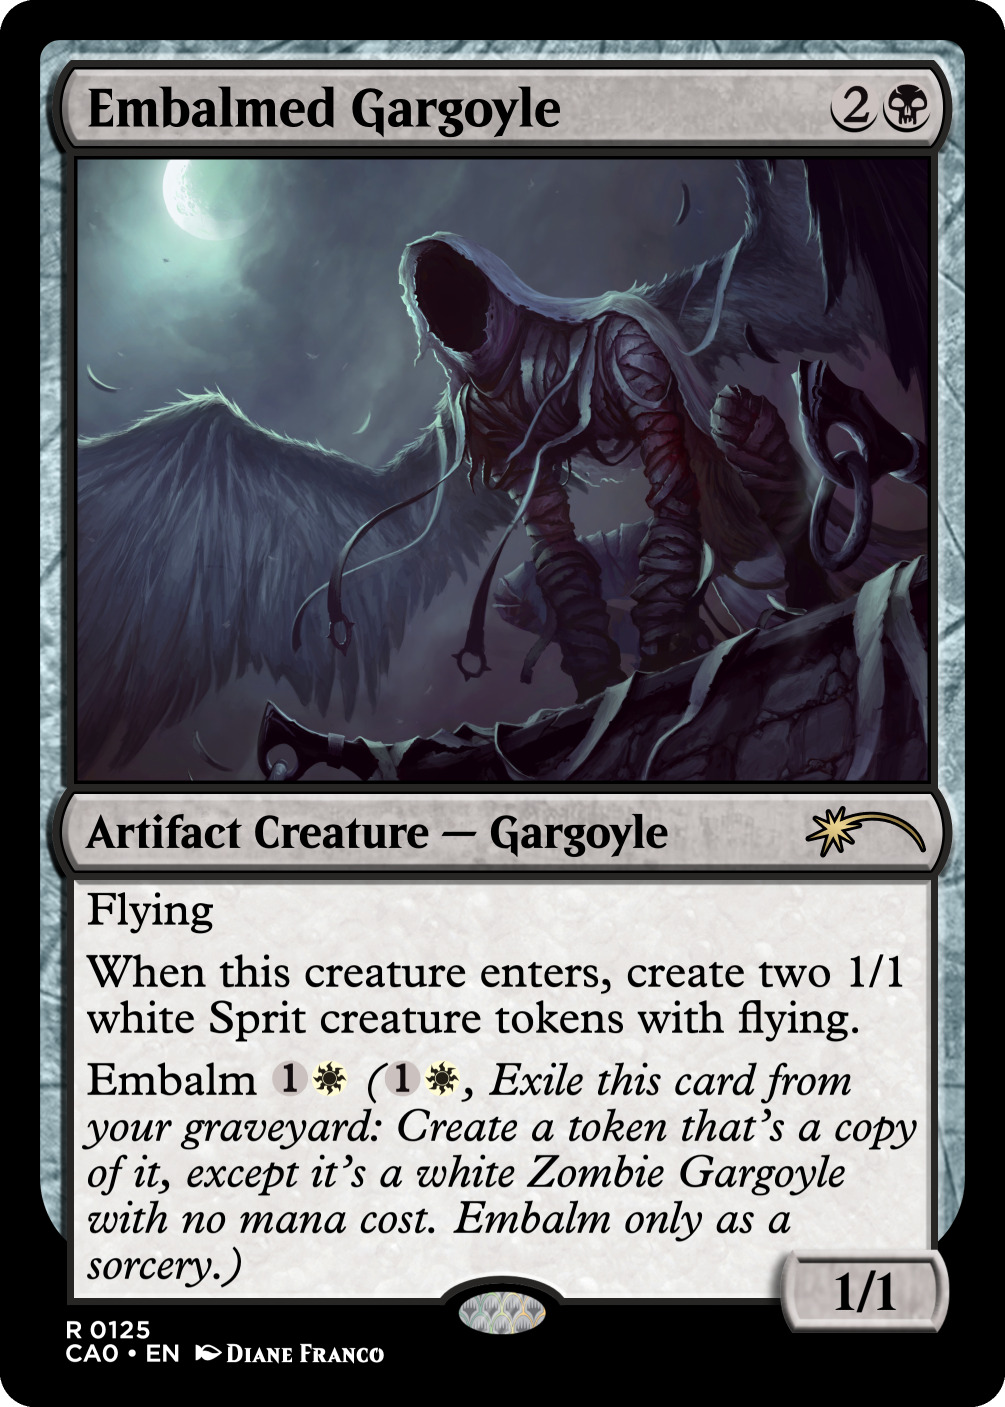 Embalmed Gargoyle 2
Artifact Creature — Gargoyle
Flying
When this creature enters, create two 1/1
white Sprit creature tokens with flying.
Embalm 1 (1, Exile this card from
your graveyard: Create a token that's a copy
of it, except it's a white Zombie Gargoyle
with no mana cost. Embalm only as a
sorcery.)
1/1
R 0125
CAO • EN Diane Franco